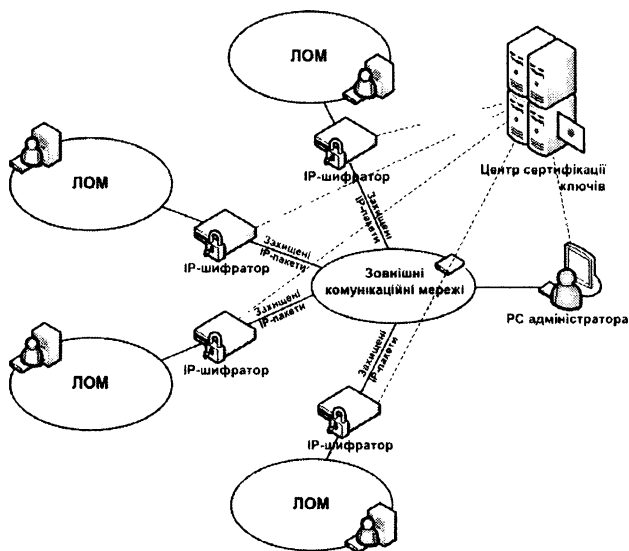 ЛОМ
IP-шифратор
Центр сертифікації
ключів
ЛОМ
IP-шифратор
Захищені
IP-пакети
Захищені
IP-пакети
Зовнішні
комунікаційні мережі
РС адміністратора
ЛОМ
IP-шифратор
Захищені
IP-пакети
Захищені
IP-пакети
IP-шифратор
ЛОМ